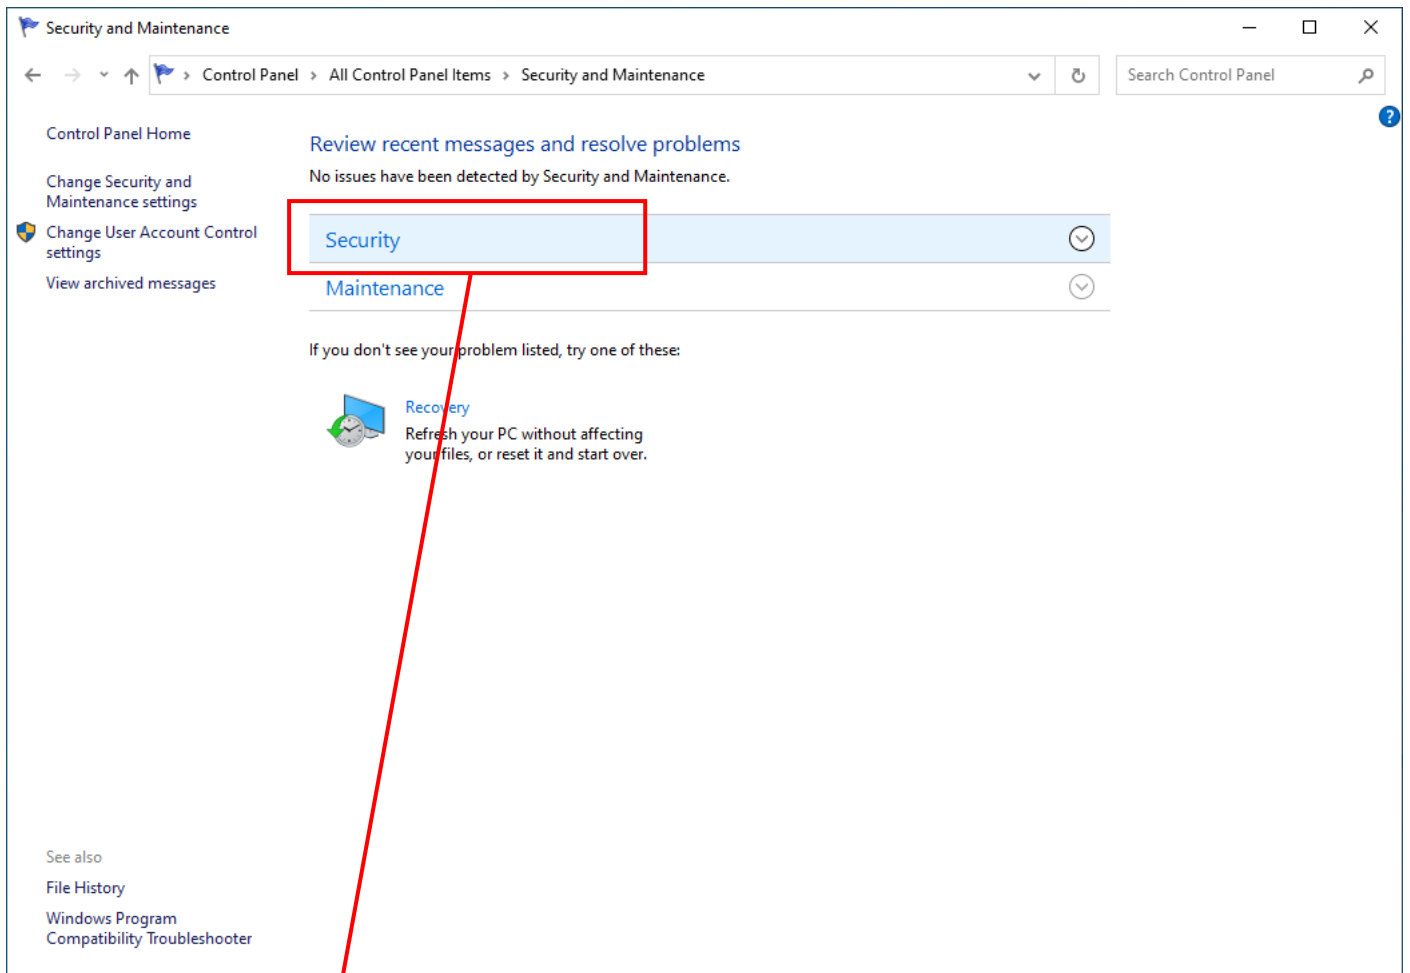 Security and Maintenance
Control Panel > All Control Panel Items > Security and Maintenance
Search Control Panel
?
Control Panel Home
Change Security and
Maintenance settings
Change User Account Control
settings
View archived messages
Review recent messages and resolve problems
No issues have been detected by Security and Maintenance.
Security
Maintenance
If you don't see your problem listed, try one of these:
Recovery
Refresh your PC without affecting
your files, or reset it and start over.
See also
File History
Windows Program
Compatibility Troubleshooter